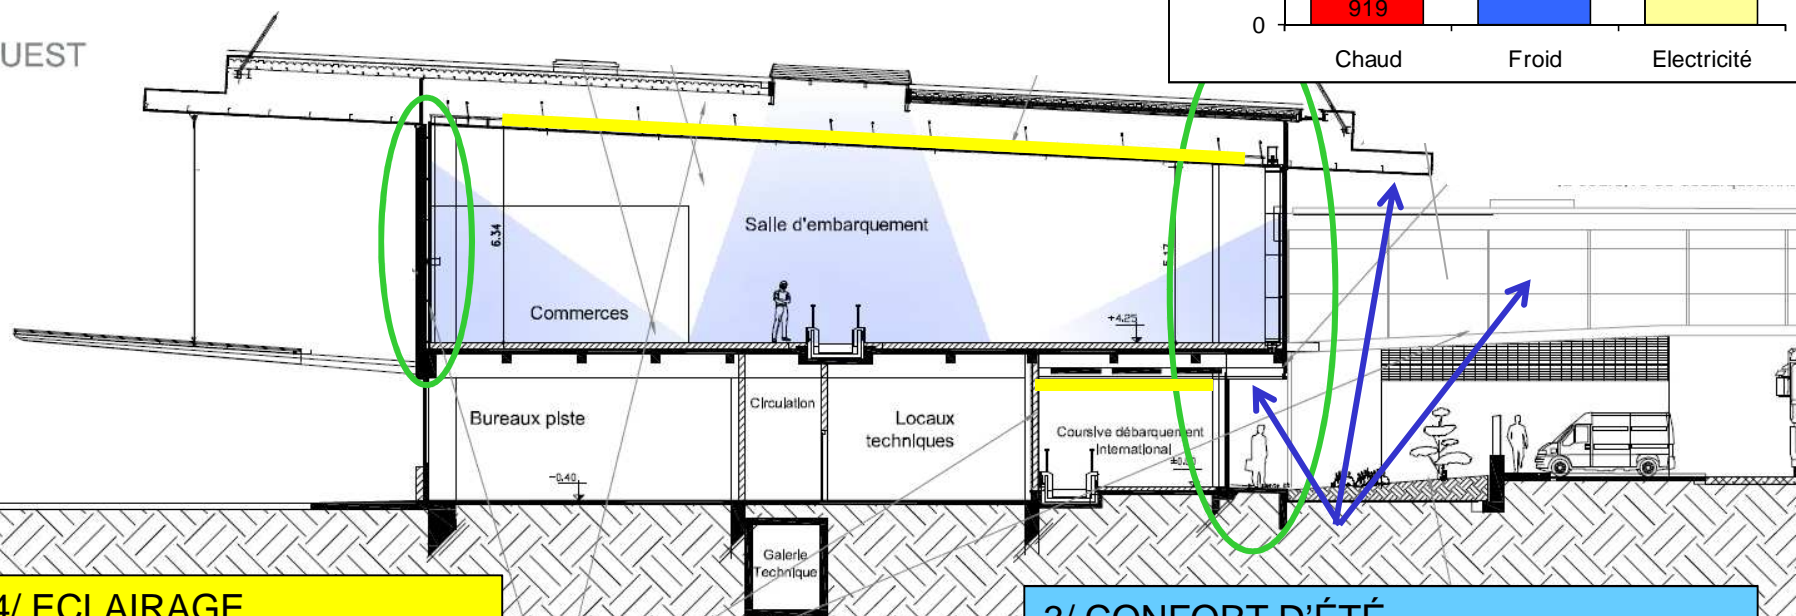 919
0
Chaud Froid Electricité
UEST
6.34
Salle d'embarquement
Commerces
+4.25
Bureaux piste
Circulation
Locaux
techniques
Coursive débarquement
International
-0.40
Galerie
Technique
4/ ECLAIRAGE
3/ CONFORT D'ÉTÉ